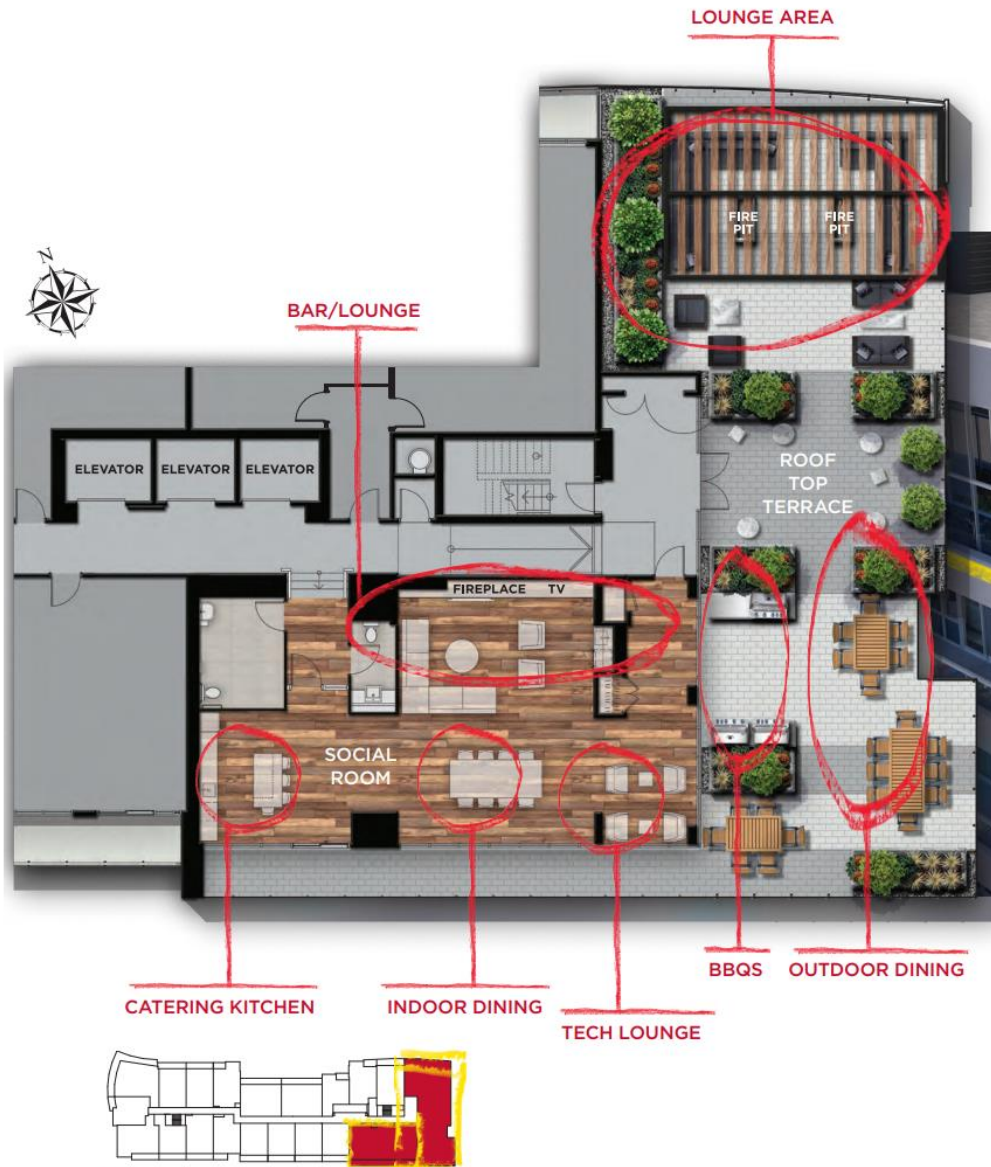 LOUNGE AREA
FIRE
PIT
FIRE
PIT
N
BAR/LOUNGE
ELEVATOR
ELEVATOR
ELEVATOR
ROOF
TOP
TERRACE
FIREPLACE TV
SOCIAL
ROOM
BBQS
OUTDOOR DINING
CATERING KITCHEN
INDOOR DINING
TECH LOUNGE